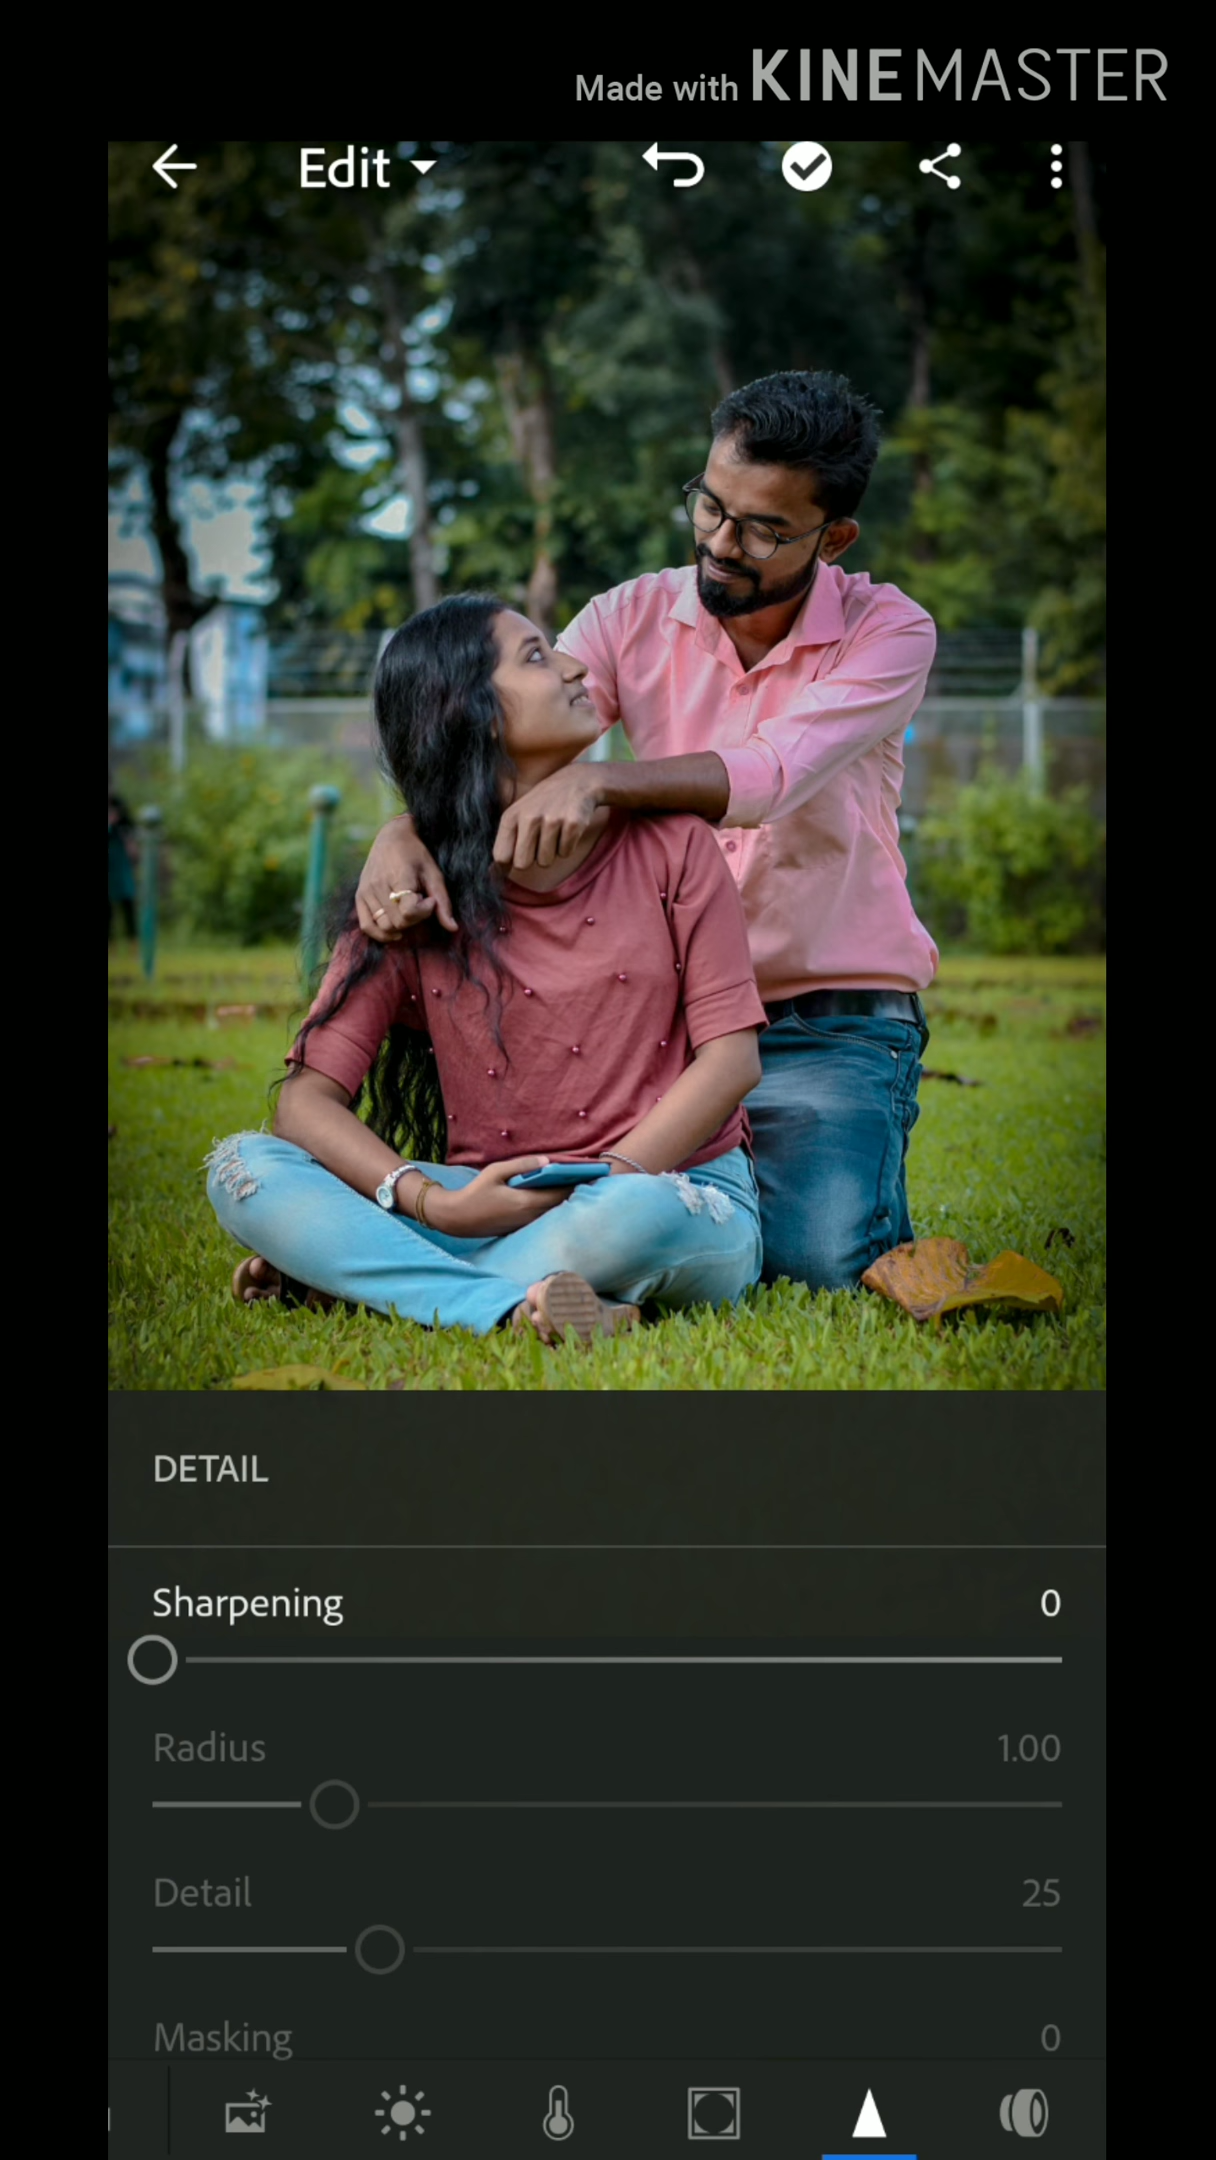 Made with KINEMASTER
Edit
DETAIL
Sharpening 0
Radius 1.00
Detail 25
Masking 0